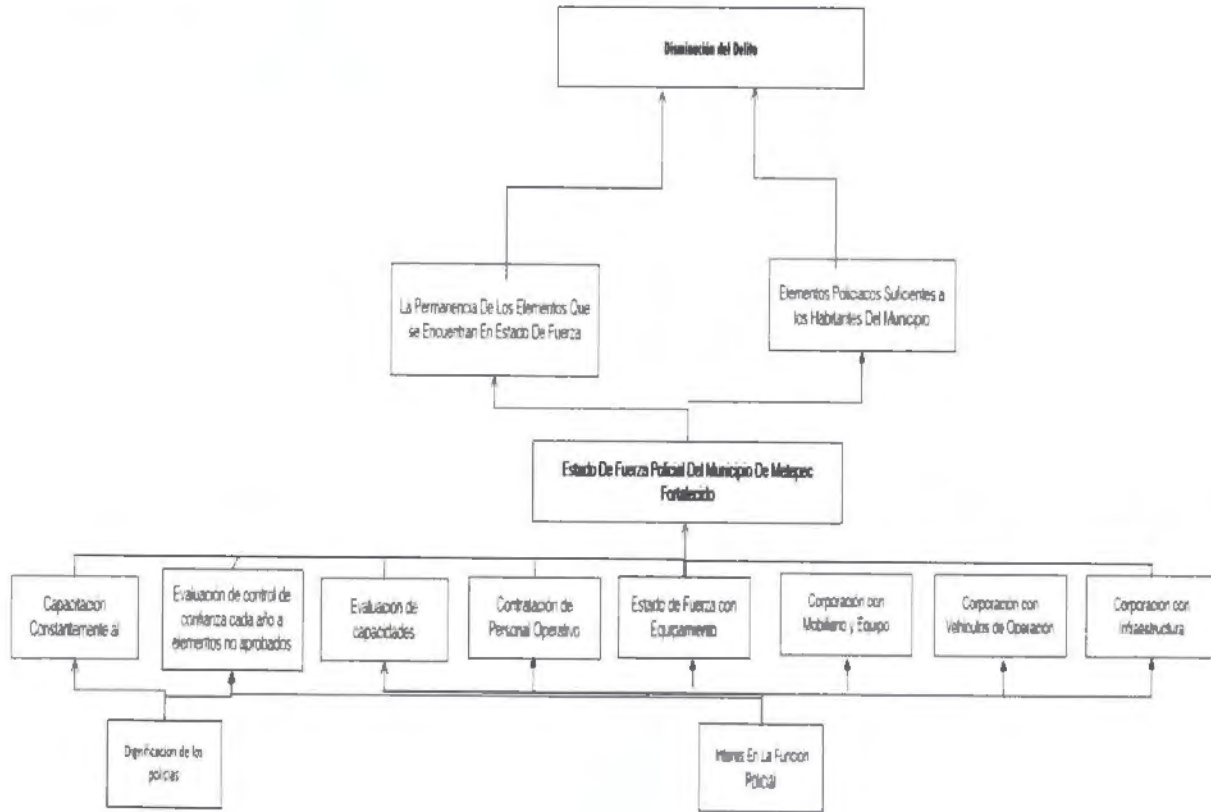 Disminución del Delito
La Permanencia De Los Elementos Que
se Encuentran En Estado De Fuerza
Elementos Policiacos Suficientes a
los Habitantes Del Municipio
Estado De Fuerza Policial Del Municipio De Metepec
Fortalecido
Capacitación
Constantemente al
Evaluación de control de
confianza cada año a
elementos no aprobados
Evaluación de
capacidades
Contratación de
Personal Operativo
Estado de Fuerza con
Equipamiento
Corporación con
Mobiliario y Equipo
Corporación con
Vehículos de Operación
Corporación con
Infraestructura
Dignificacion de los
policias
Interes En La Función
Policial